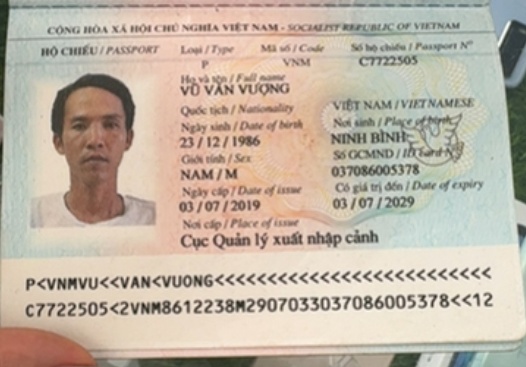 CỘNG HÒA XÃ HỘI CHỦ NGHĨA VIỆT NAM - SOCIALIST REPUBLIC OF VIETNAM
HỘ CHIẾU / PASSPORT Loại / Type Mã số / Code Số hộ chiếu / Passport Nº
P VNM C7722505
Họ và tên / Full name
VŨ VĂN VƯỢNG
Quốc tịch / Nationality VIỆT NAM / VIETNAMESE
Ngày sinh / Date of birth Nơi sinh / Place of birth
23 / 12 / 1986 NINH BÌNH
Giới tính / Sex Số GCMND / ID card Nº
NAM / M 037086005378
Ngày cấp / Date of issue Có giá trị đến / Date of expiry
03 / 07 / 2019 03 / 07 / 2029
Nơi cấp / Place of issue
Cục Quản lý xuất nhập cảnh
P<VNMVU<<VAN<VUONG<<<<<<<<<<<<<<<<<<<<<<<<<<
C7722505<2VNM8612238M2907033037086005378<<12